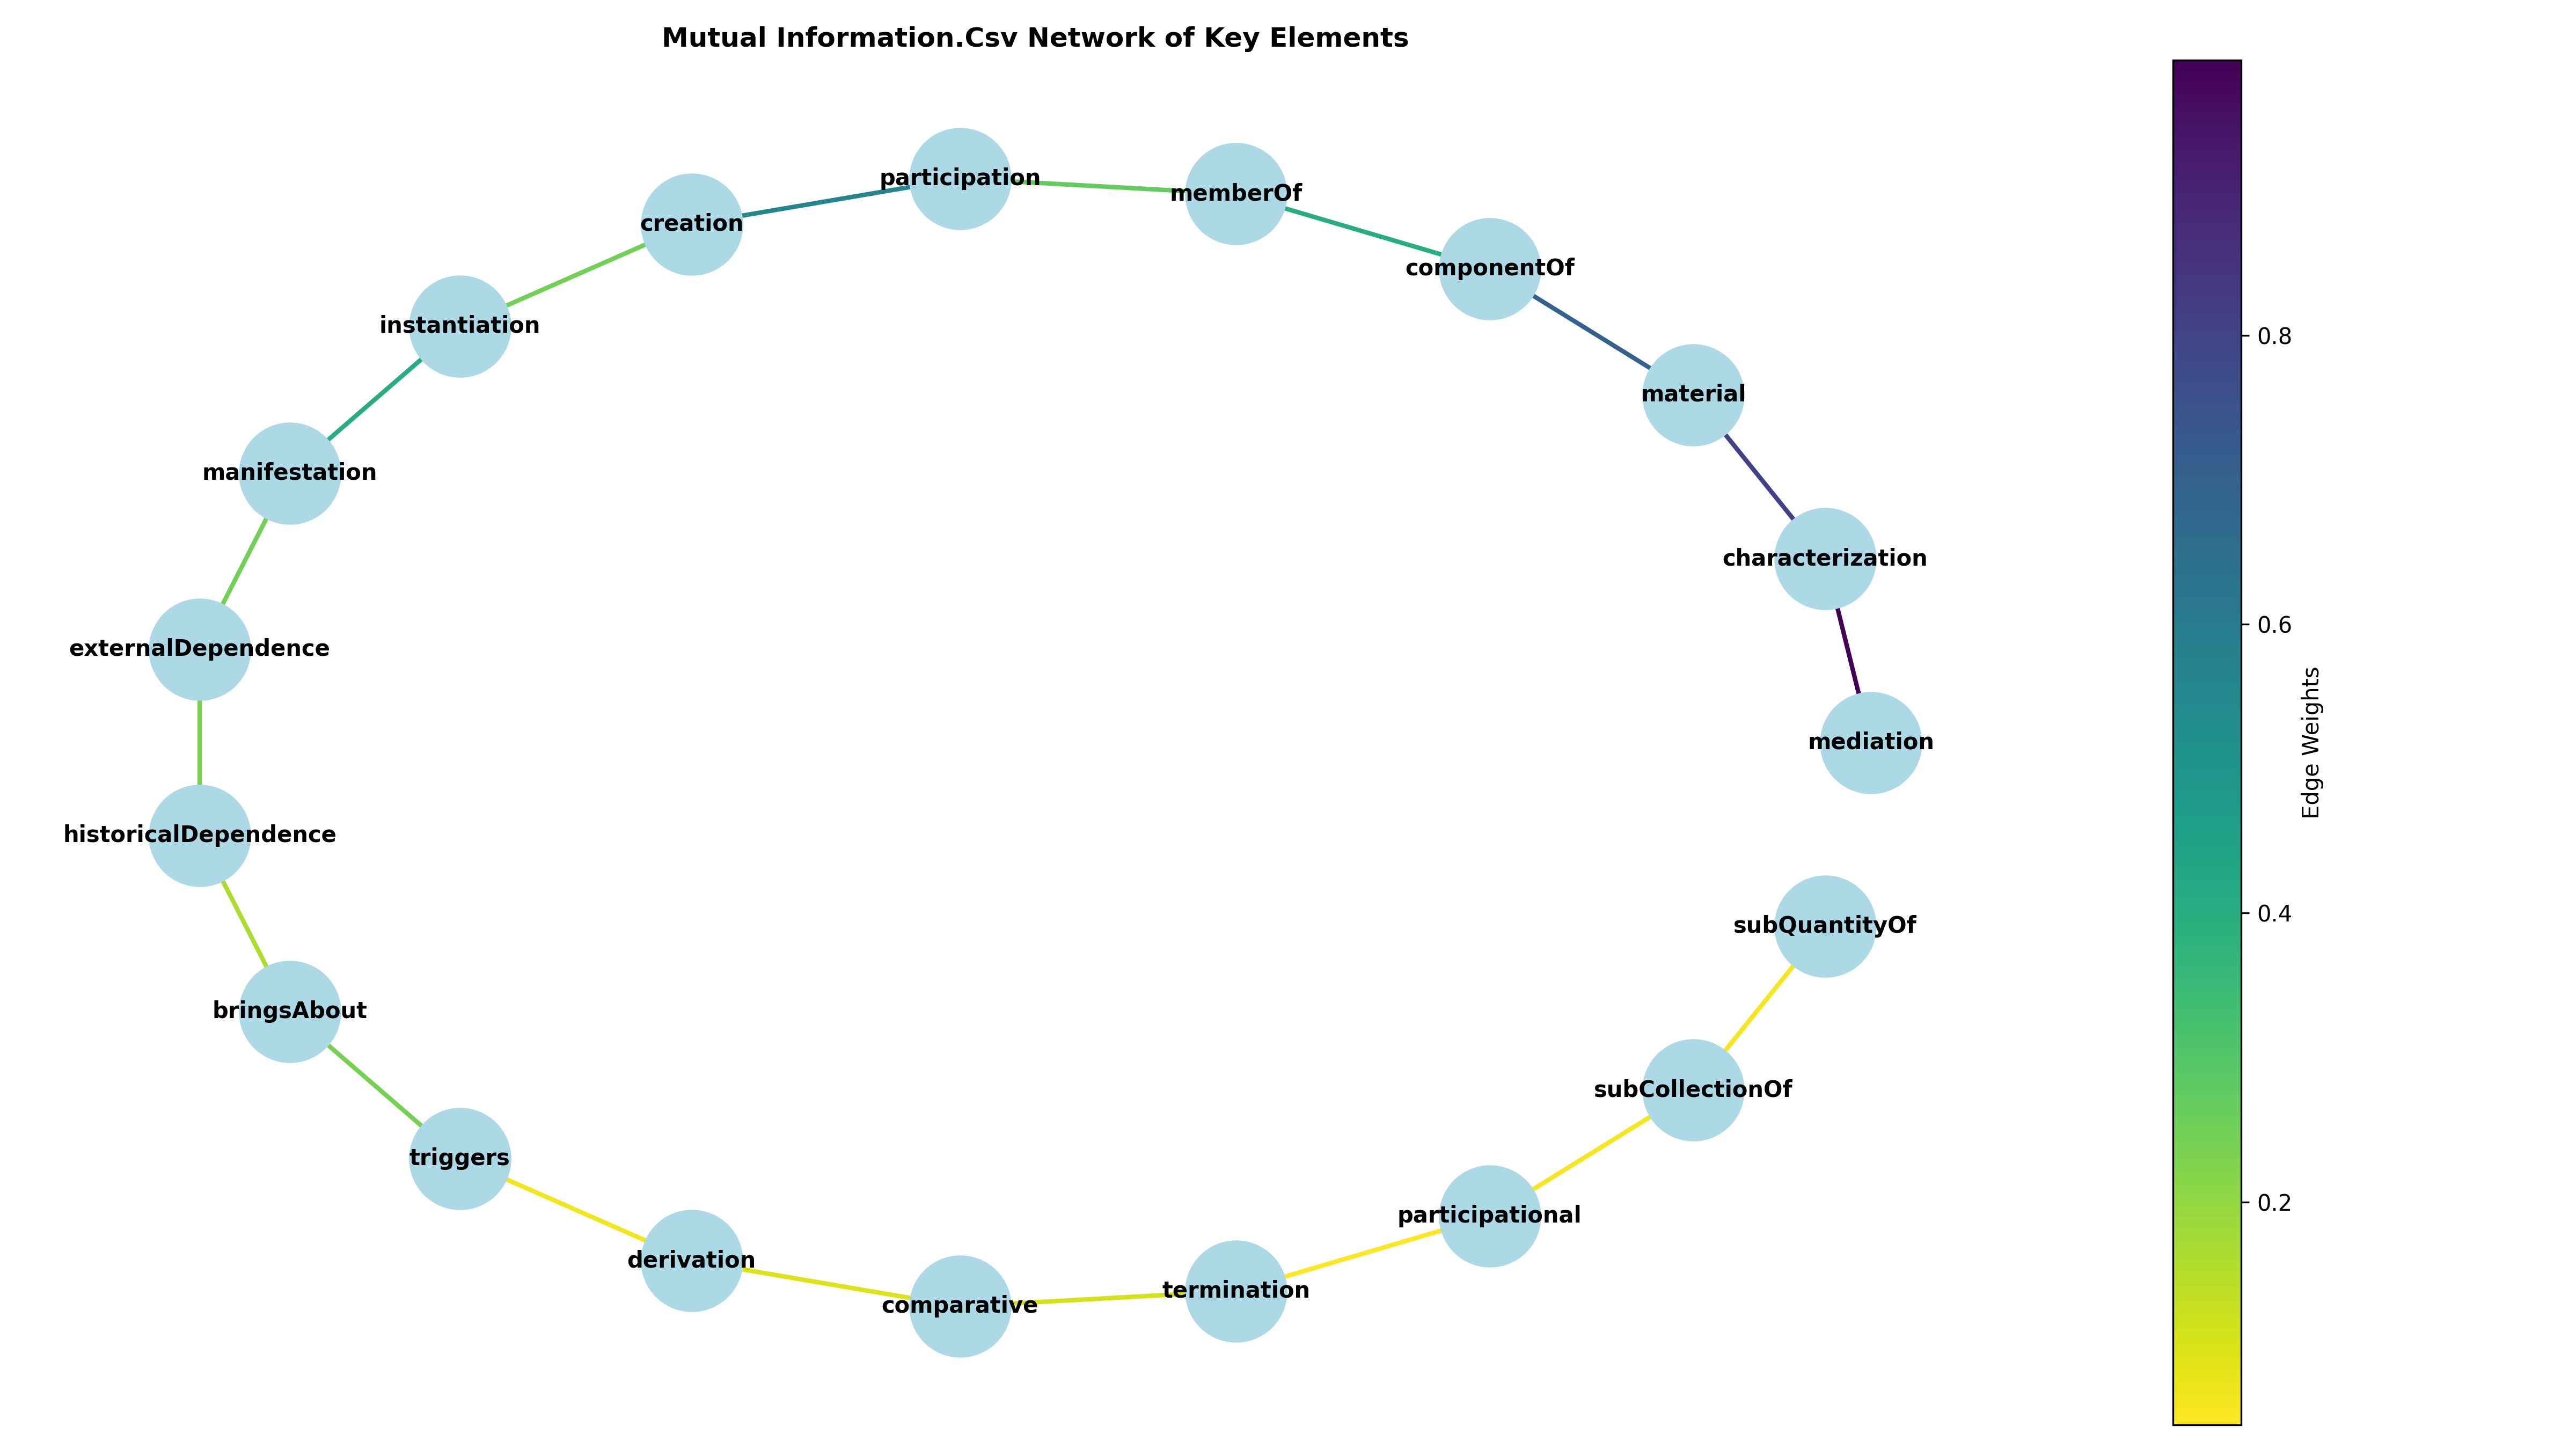 Mutual Information.Csv Network of Key Elements
participation
memberOf
creation
componentOf
instantiation
material
manifestation
characterization
externalDependence
mediation
historicalDependence
subQuantityOf
bringsAbout
subCollectionOf
triggers
participational
derivation
termination
comparative
0.8
0.6
0.4
0.2
Edge Weights